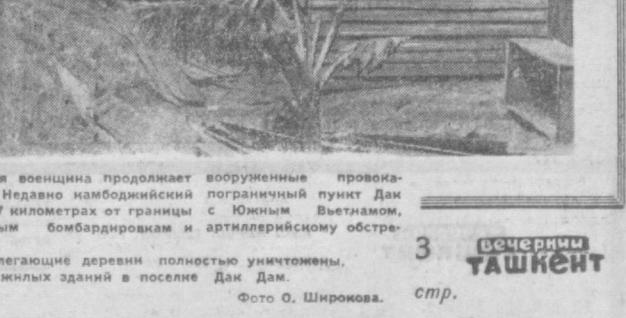 я военщина продолжает вооруженные провока-
Недавно камбоджийский пограничный пункт Дак
7 километрах от границы с Южным Вьетнамом,
ым бомбардировкам и артиллерийскому обстре-
легающие деревни полностью уничтожены,
жилых зданий в поселке Дак Дам.
Фото О. Широкова.
3
стр.
вечерний
ТАШКЕНТ